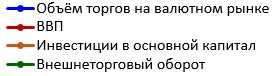 Объём торгов на валютном рынке
ВВП
Инвестиции в основной капитал
Внешнеторговый оборот